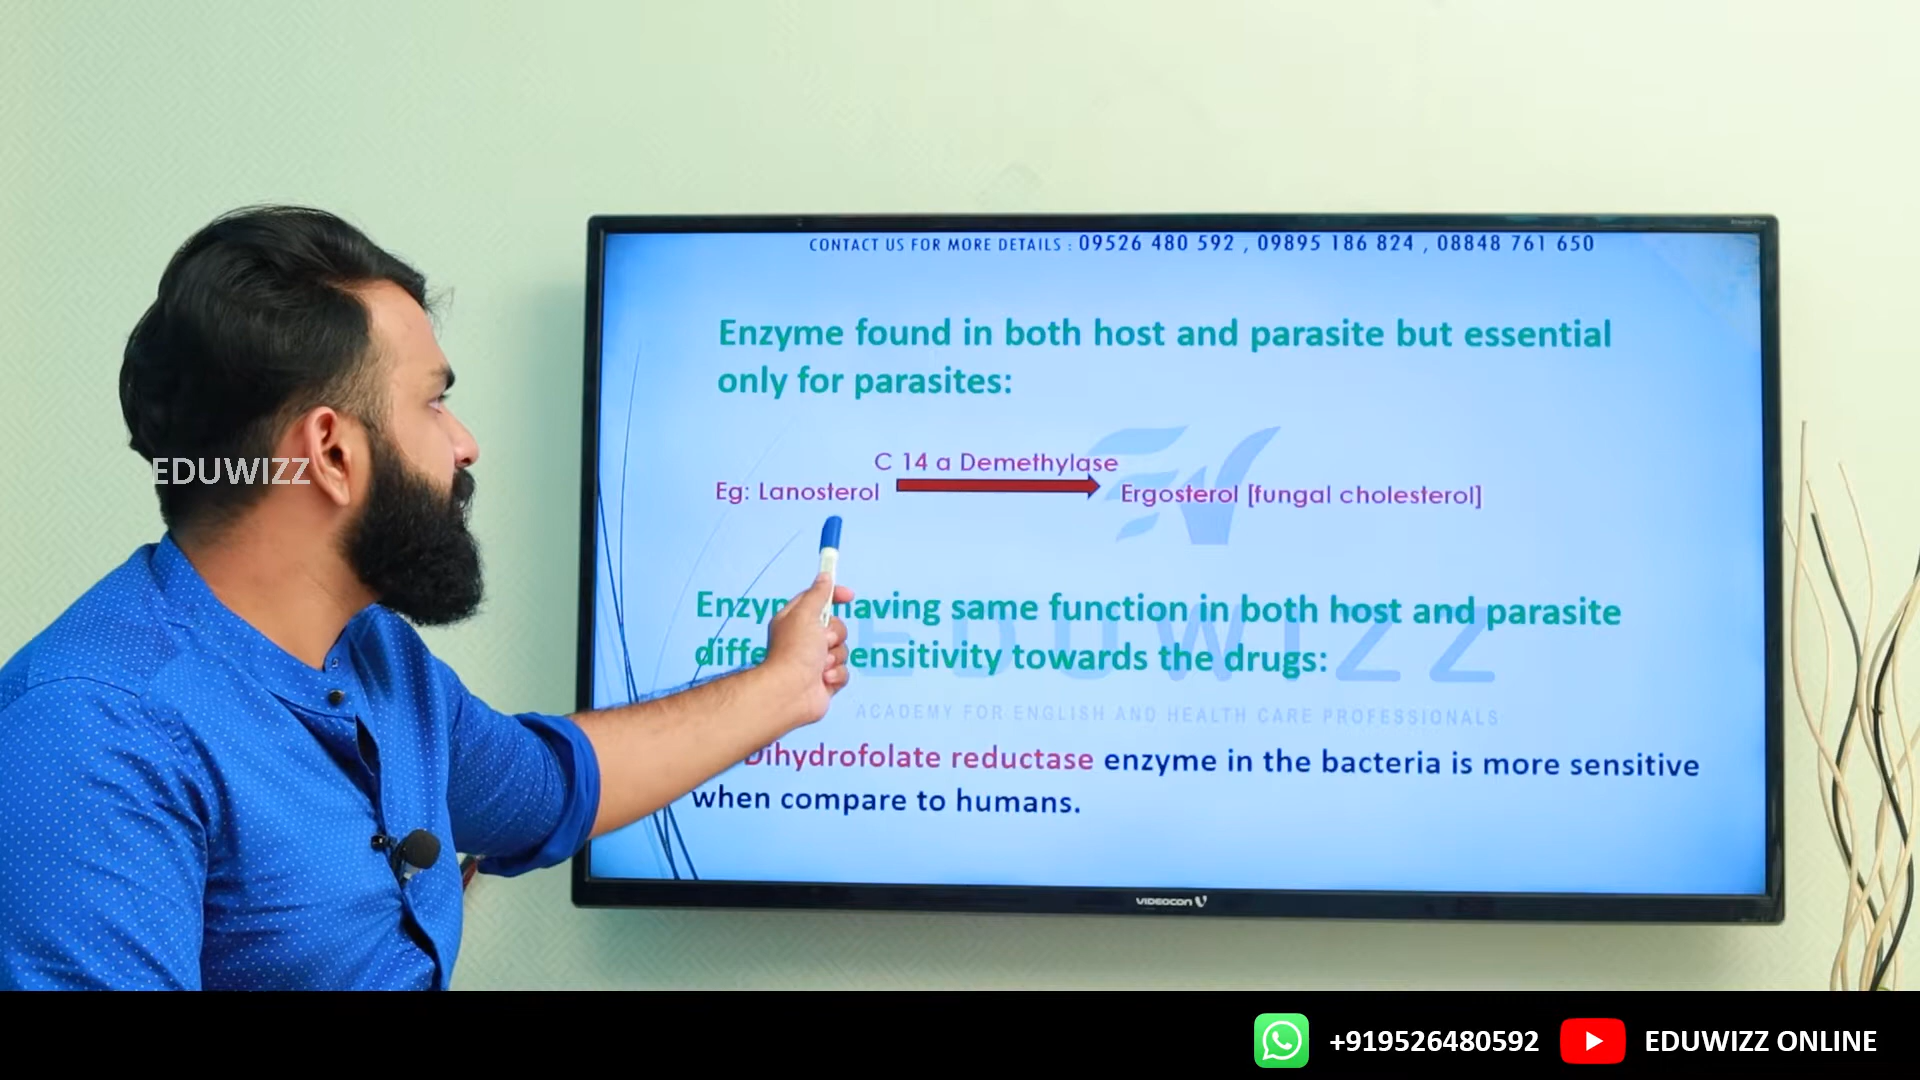 CONTACT US FOR MORE DETAILS : 09526 480 592 , 09895 186 824 , 08848 761 650
Enzyme found in both host and parasite but essential
only for parasites:
C 14 a Demethylase
Eg: Lanosterol
Ergosterol [fungal cholesterol]
having same function in both host and parasite
towards the drugs:
EDUWIZZ
ACADEMY FOR ENGLISH AND HEALTH CARE PROFESSIONALS
Dihydrofolate reductase enzyme in the bacteria is more sensitive
when compare to humans.
VIDEOCON
EDUWIZZ
+919526480592
EDUWIZZ ONLINE